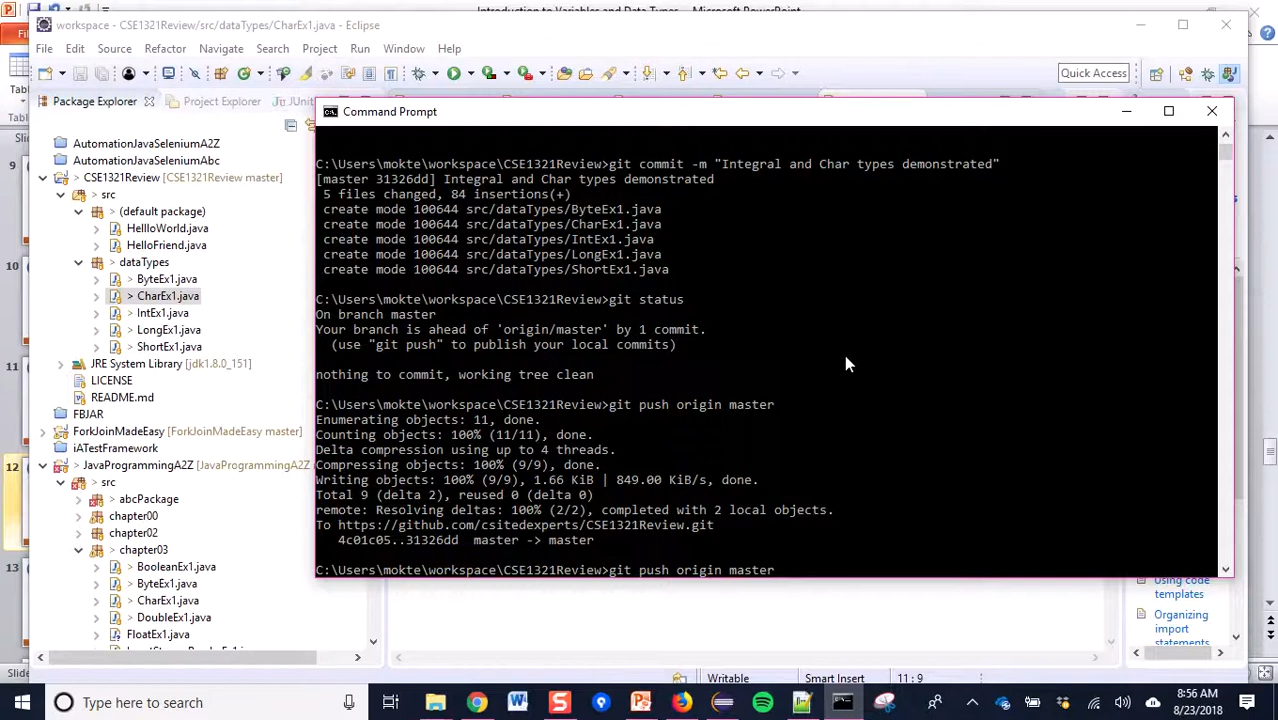 Introduction to Variables and Data Types - Microsoft PowerPoint
workspace - CSE1321Review/src/dataTypes/CharEx1.java - Eclipse
File Edit Source Refactor Navigate Search Project Run Window Help
Quick Access
Table
Tables
Package Explorer
Project Explorer
JUni
Command Prompt
AutomationJavaSeleniumA2Z
AutomationJavaSeleniumAbc
> CSE1321Review [CSE1321Review master]
> src
> (default package)
> HellloWorld.java
> HelloFriend.java
> dataTypes
> ByteEx1.java
> CharEx1.java
> IntEx1.java
> LongEx1.java
> ShortEx1.java
JRE System Library [jdk1.8.0_151]
LICENSE
README.md
FBJAR
> ForkJoinMadeEasy [ForkJoinMadeEasy master]
iATestFramework
> JavaProgrammingA2Z [JavaProgrammingA2Z
> src
> abcPackage
> chapter00
> chapter02
> chapter03
> BooleanEx1.java
> ByteEx1.java
> CharEx1.java
> DoubleEx1.java
FloatEx1.java
9
10
11
12
13
C:\Users\mokte\workspace\CSE1321Review>git commit -m "Integral and Char types demonstrated"
[master 31326dd] Integral and Char types demonstrated
5 files changed, 84 insertions(+)
create mode 100644 src/dataTypes/ByteEx1.java
create mode 100644 src/dataTypes/CharEx1.java
create mode 100644 src/dataTypes/IntEx1.java
create mode 100644 src/dataTypes/LongEx1.java
create mode 100644 src/dataTypes/ShortEx1.java
C:\Users\mokte\workspace\CSE1321Review>git status
On branch master
Your branch is ahead of 'origin/master' by 1 commit.
(use "git push" to publish your local commits)
nothing to commit, working tree clean
C:\Users\mokte\workspace\CSE1321Review>git push origin master
Enumerating objects: 11, done.
Counting objects: 100% (11/11), done.
Delta compression using up to 4 threads.
Compressing objects: 100% (9/9), done.
Writing objects: 100% (9/9), 1.66 KiB | 849.00 KiB/s, done.
Total 9 (delta 2), reused 0 (delta 0)
remote: Resolving deltas: 100% (2/2), completed with 2 local objects.
To https://github.com/csitedexperts/CSE1321Review.git
4c01c05..31326dd master -> master
C:\Users\mokte\workspace\CSE1321Review>git push origin master
Using code
templates
Organizing
import
statements
Slide
Writable
Smart Insert
11 : 9
Type here to search
8:56 AM
8/23/2018